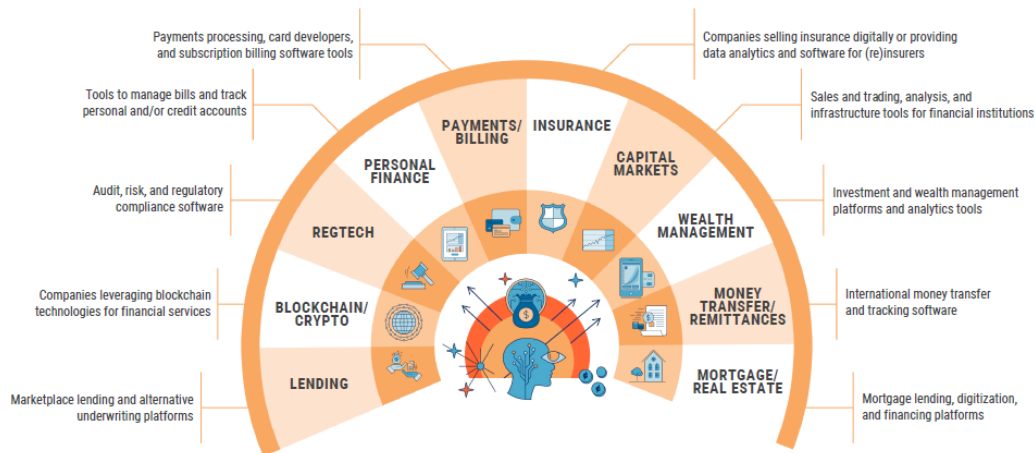 Payments processing, card developers,
and subscription billing software tools
Companies selling insurance digitally or providing
data analytics and software for (re)insurers
Tools to manage bills and track
personal and/or credit accounts
Sales and trading, analysis, and
infrastructure tools for financial institutions
Audit, risk, and regulatory
compliance software
Investment and wealth management
platforms and analytics tools
Companies leveraging blockchain
technologies for financial services
International money transfer
and tracking software
Marketplace lending and alternative
underwriting platforms
Mortgage lending, digitization,
and financing platforms
LENDING
BLOCKCHAIN/
CRYPTO
REGTECH
PERSONAL
FINANCE
PAYMENTS/
BILLING
INSURANCE
CAPITAL
MARKETS
WEALTH
MANAGEMENT
MONEY
TRANSFER/
REMITTANCES
MORTGAGE/
REAL ESTATE
$